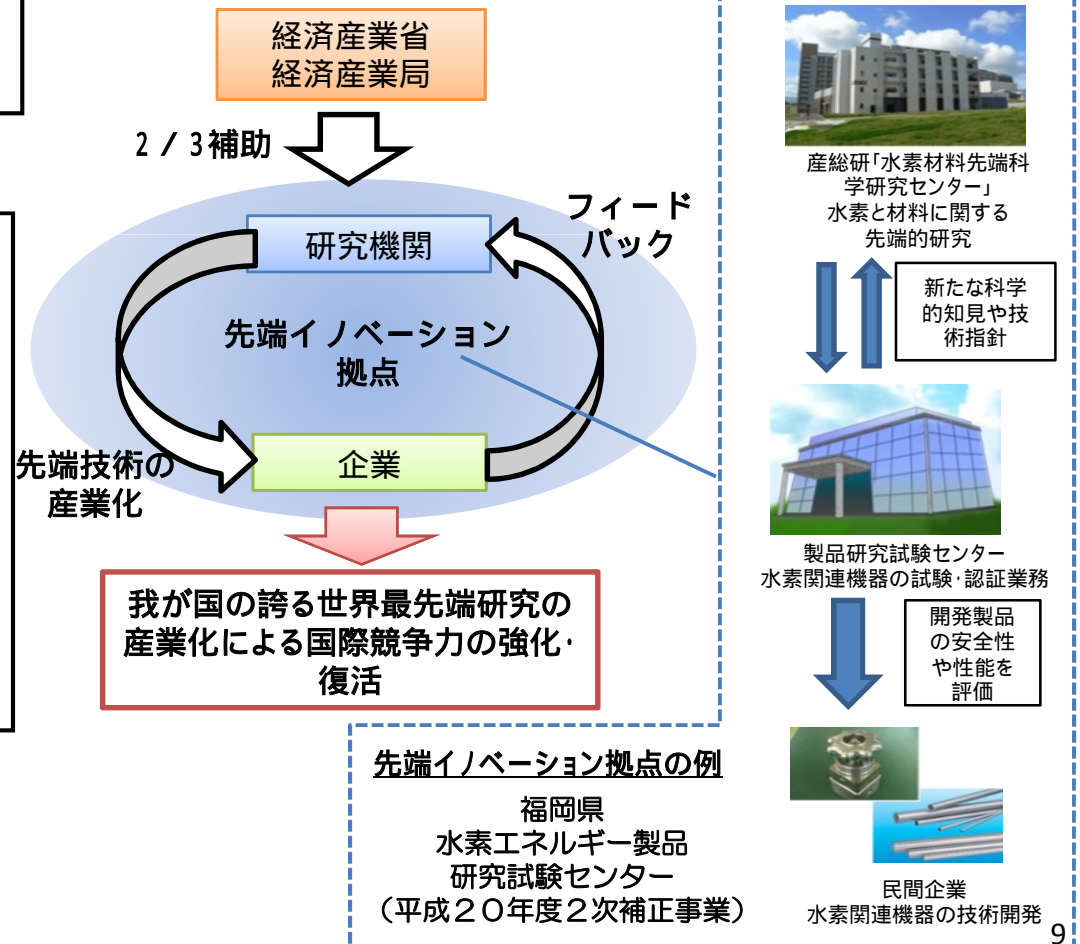 経済産業省
経済産業局
2/3補助
研究機関
フィード
バック
先端イノベーション
拠点
企業
先端技術の
産業化
我が国の誇る世界最先端研究の
産業化による国際競争力の強化・
復活
先端イノベーション拠点の例
福岡県
水素エネルギー製品
研究試験センター
(平成20年度2次補正事業)
産総研「水素材料先端科
学研究センター」
水素と材料に関する
先端的研究
新たな科学
的知見や技
術指針
製品研究試験センター
水素関連機器の試験・認証業務
開発製品
の安全性
や性能を
評価
民間企業
水素関連機器の技術開発
9